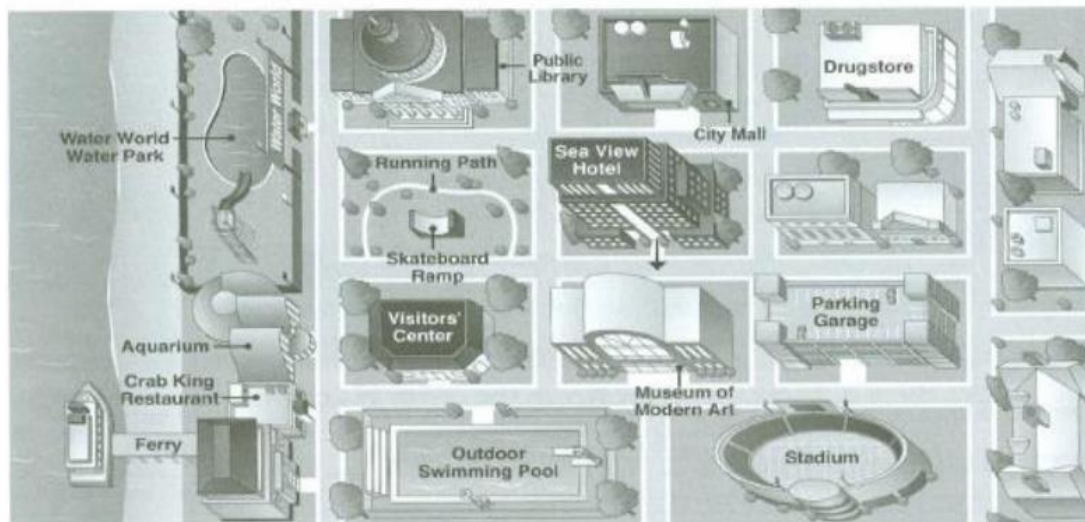 Public
Library
Drugstore
Water World
City Mall
Water World
Water Park
Running Path
Sea View
Hotel
Skateboard
Ramp
Visitors'
Center
Parking
Garage
Aquarium
Crab King
Restaurant
Museum of
Modern Art
Ferry
Outdoor
Swimming Pool
Stadium